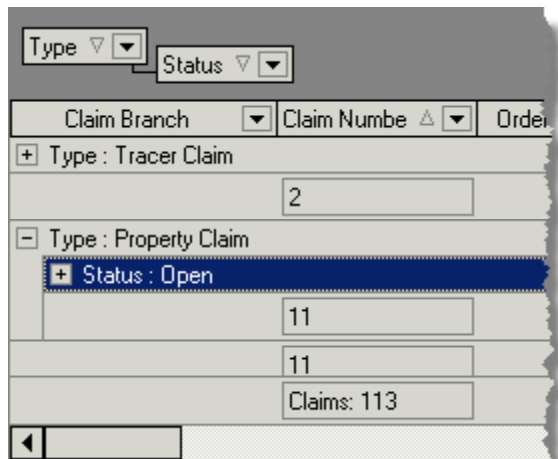 Type
Status
Claim Branch Claim Numbe Order
Type : Tracer Claim
2
Type : Property Claim
Status : Open
11
11
Claims: 113